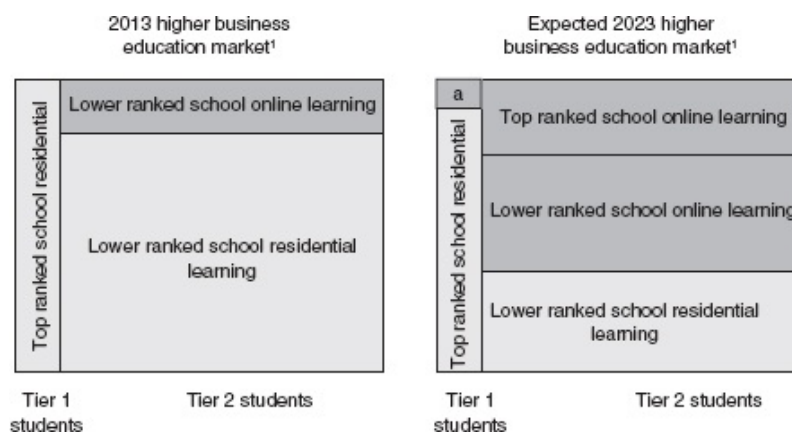 2013 higher business
education market¹
Top ranked school residential
Lower ranked school online learning
Lower ranked school residential
learning
Tier 1
students
Tier 2 students
Expected 2023 higher
business education market¹
a
Top ranked school residential
Top ranked school online learning
Lower ranked school online learning
Lower ranked school residential
learning
Tier 1
students
Tier 2 students